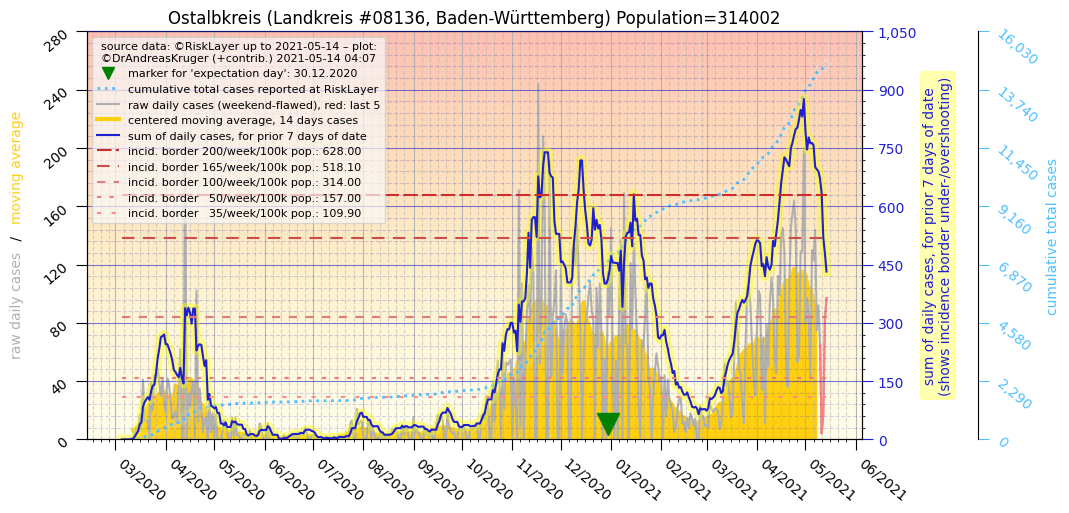 Ostalbkreis (Landkreis #08136, Baden-Württemberg) Population=314002
source data: ©RiskLayer up to 2021-05-14 – plot:
©DrAndreasKruger (+contrib.) 2021-05-14 04:07
marker for 'expectation day': 30.12.2020
cumulative total cases reported at RiskLayer
raw daily cases (weekend-flawed), red: last 5
centered moving average, 14 days cases
sum of daily cases, for prior 7 days of date
incid. border 200/week/100k pop.: 628.00
incid. border 165/week/100k pop.: 518.10
incid. border 100/week/100k pop.: 314.00
incid. border 50/week/100k pop.: 157.00
incid. border 35/week/100k pop.: 109.90
raw daily cases / moving average
280
240
200
160
120
80
40
0
03/2020
04/2020
05/2020
06/2020
07/2020
08/2020
09/2020
10/2020
11/2020
12/2020
01/2021
02/2021
03/2021
04/2021
05/2021
06/2021
1,050
900
750
600
450
300
150
0
sum of daily cases, for prior 7 days of date
(shows incidence border under-/overshooting)
16,030
13,740
11,450
9,160
6,870
4,580
2,290
0
cumulative total cases